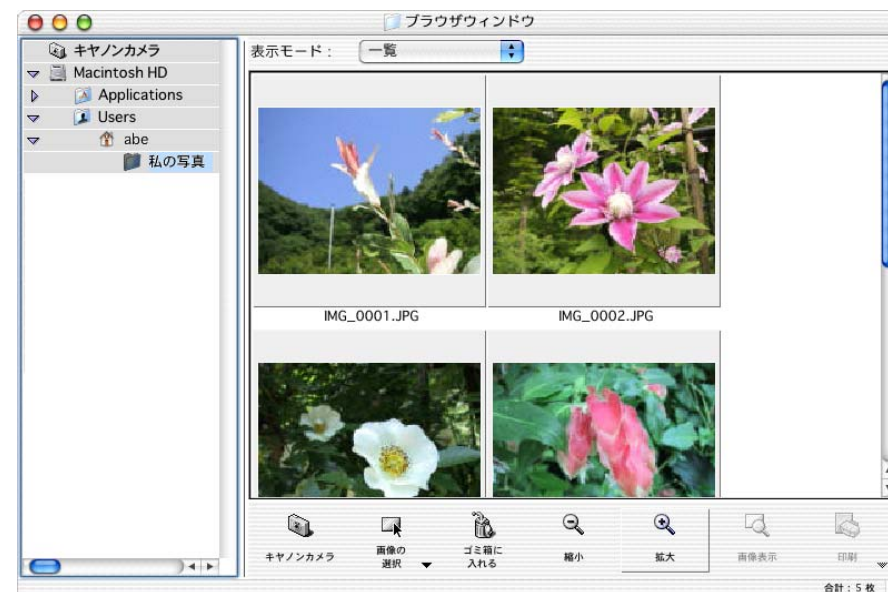 ブラウザウィンドウ
キヤノンカメラ
Macintosh HD
Applications
Users
abe
私の写真
表示モード：
一覧
IMG_0001.JPG
IMG_0002.JPG
キヤノンカメラ
画像の
選択
ゴミ箱に
入れる
縮小
拡大
画像表示
印刷
合計：5 枚